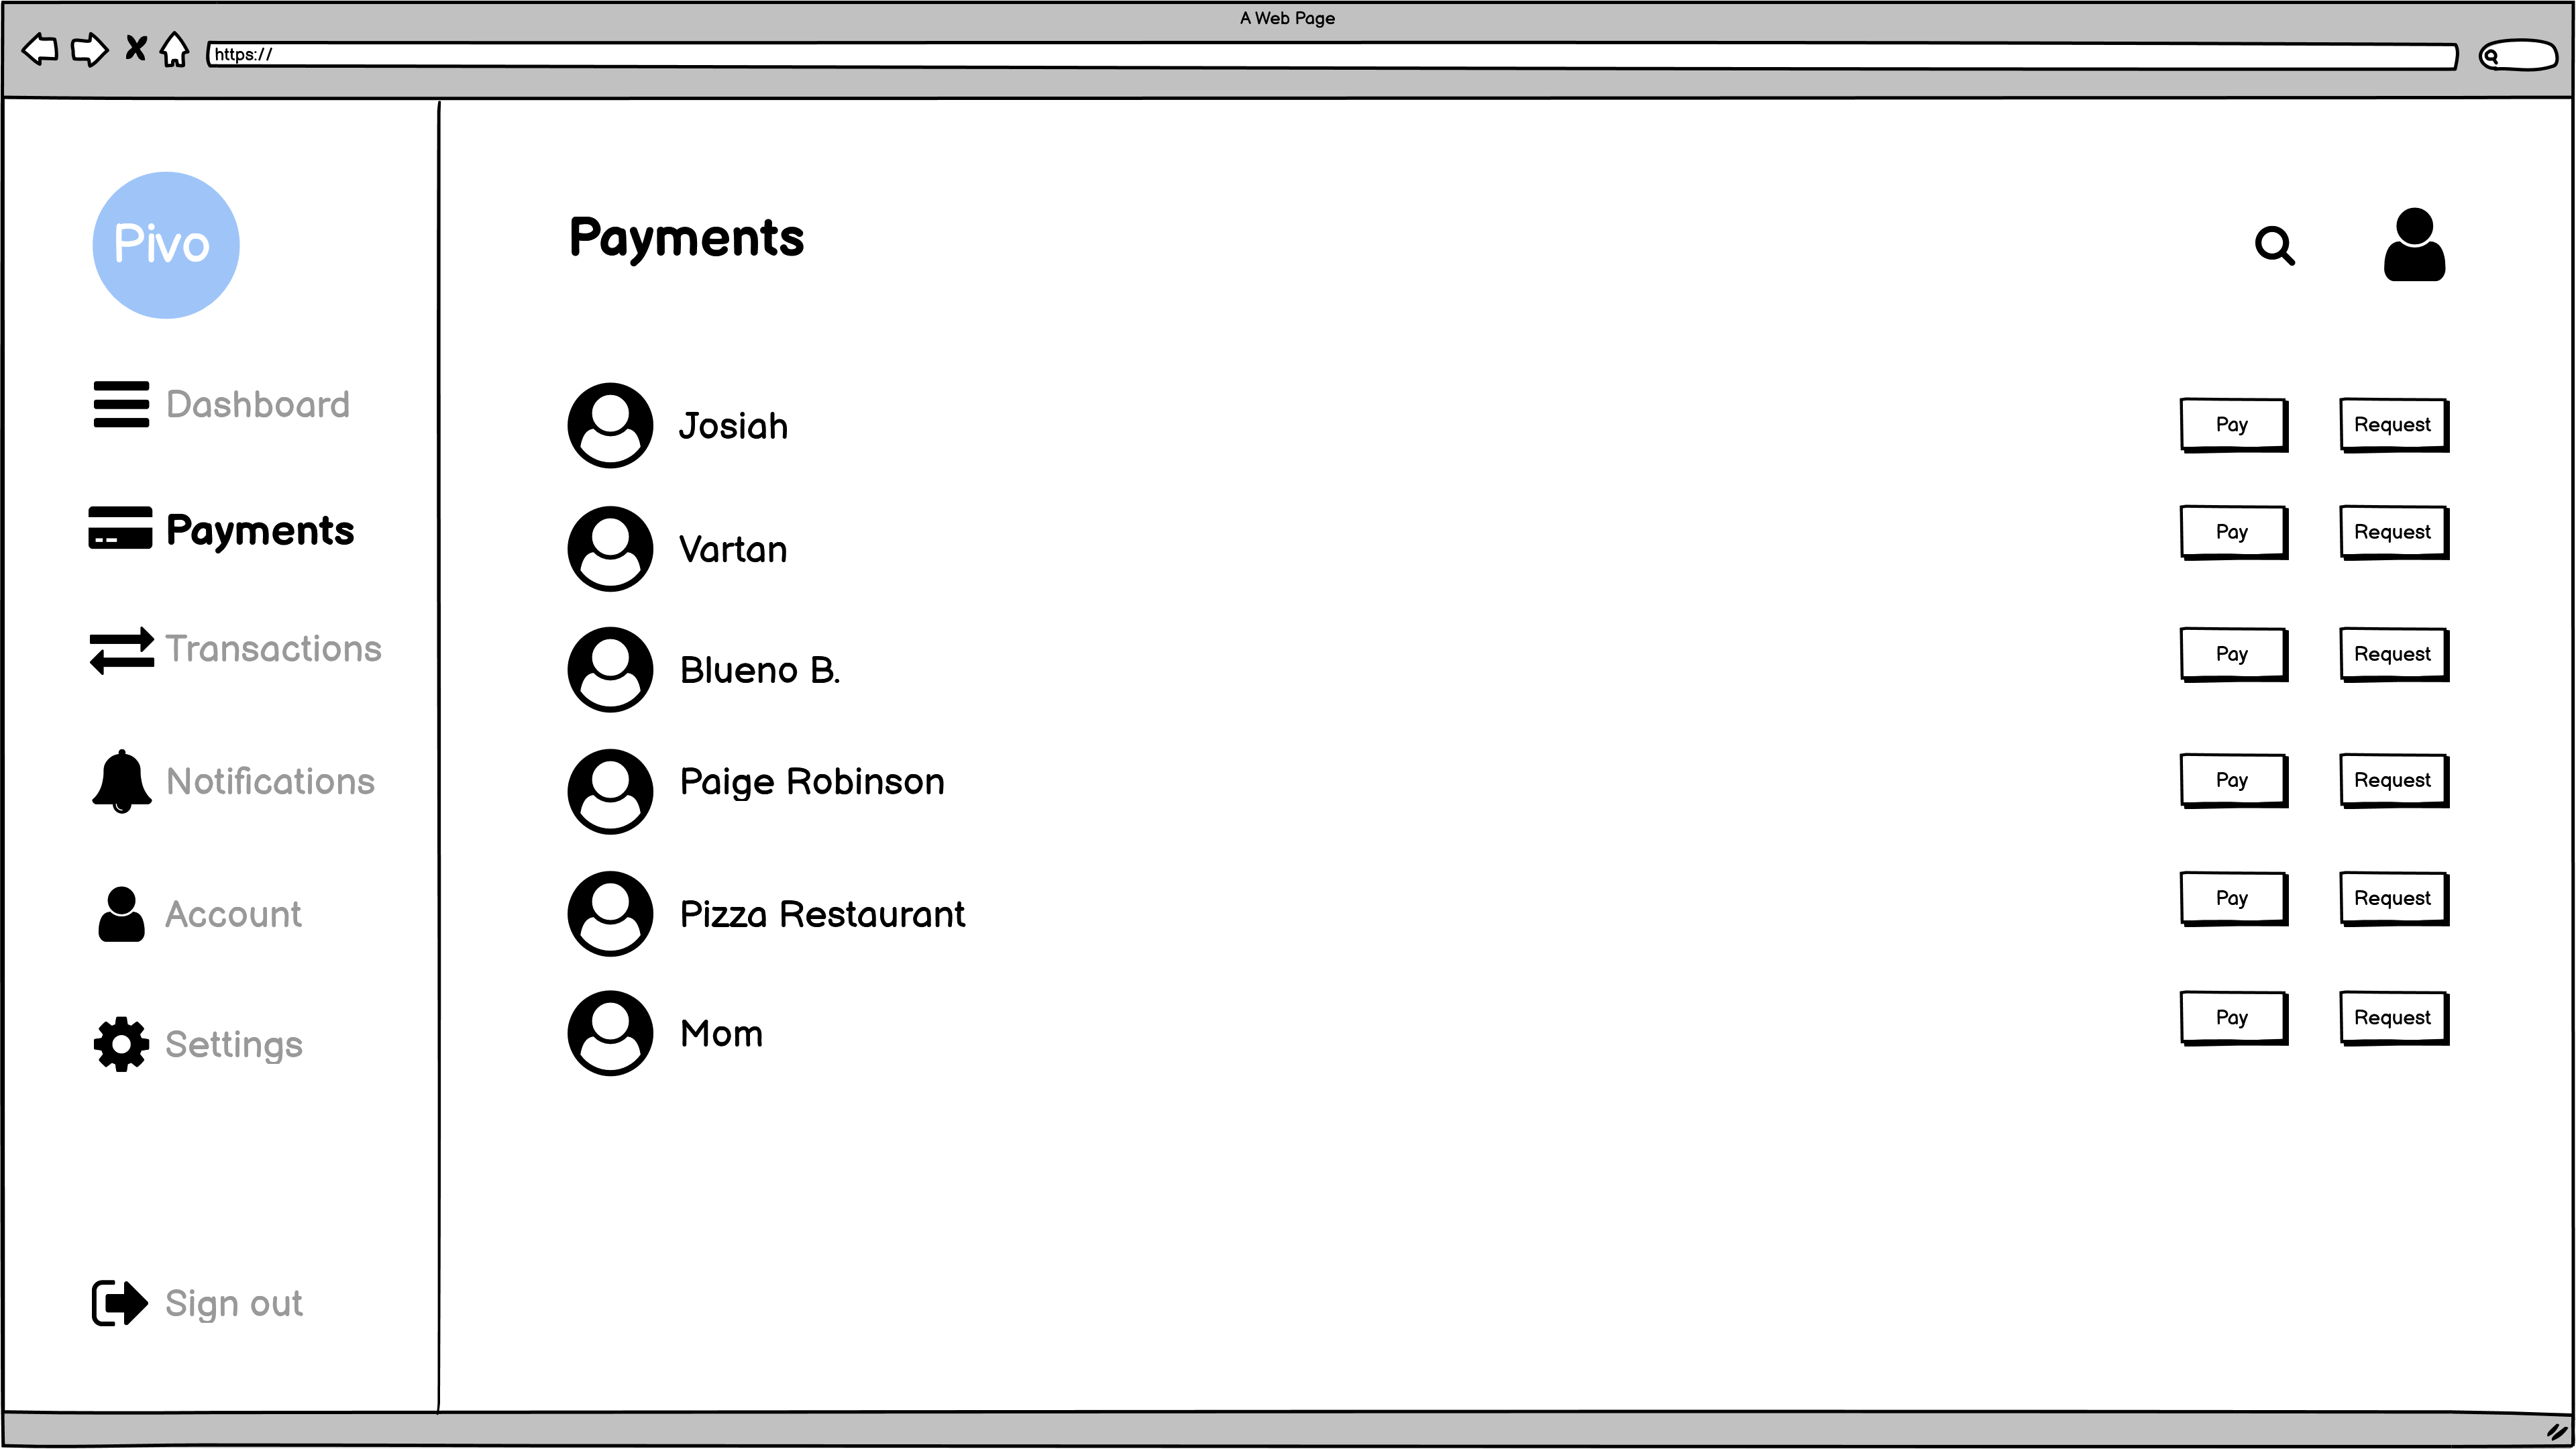 A Web Page
https://
Pivo
Dashboard
Payments
Transactions
Notifications
Account
Settings
Sign out
Payments
Josiah Pay Request
Vartan Pay Request
Blueno B. Pay Request
Paige Robinson Pay Request
Pizza Restaurant Pay Request
Mom Pay Request